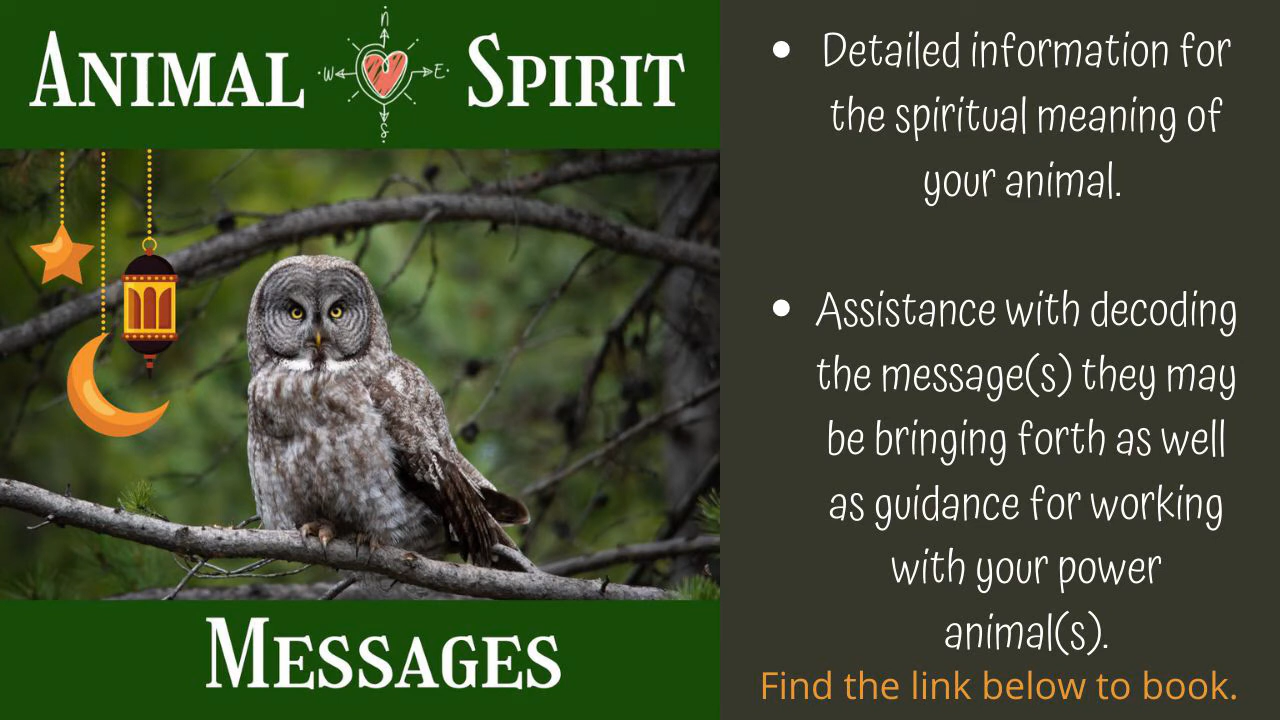 Animal Spirit
n
W E
s
Messages
Detailed information for
the spiritual meaning of
your animal.
Assistance with decoding
the message(s) they may
be bringing forth as well
as guidance for working
with your power
animal(s).
Find the link below to book.